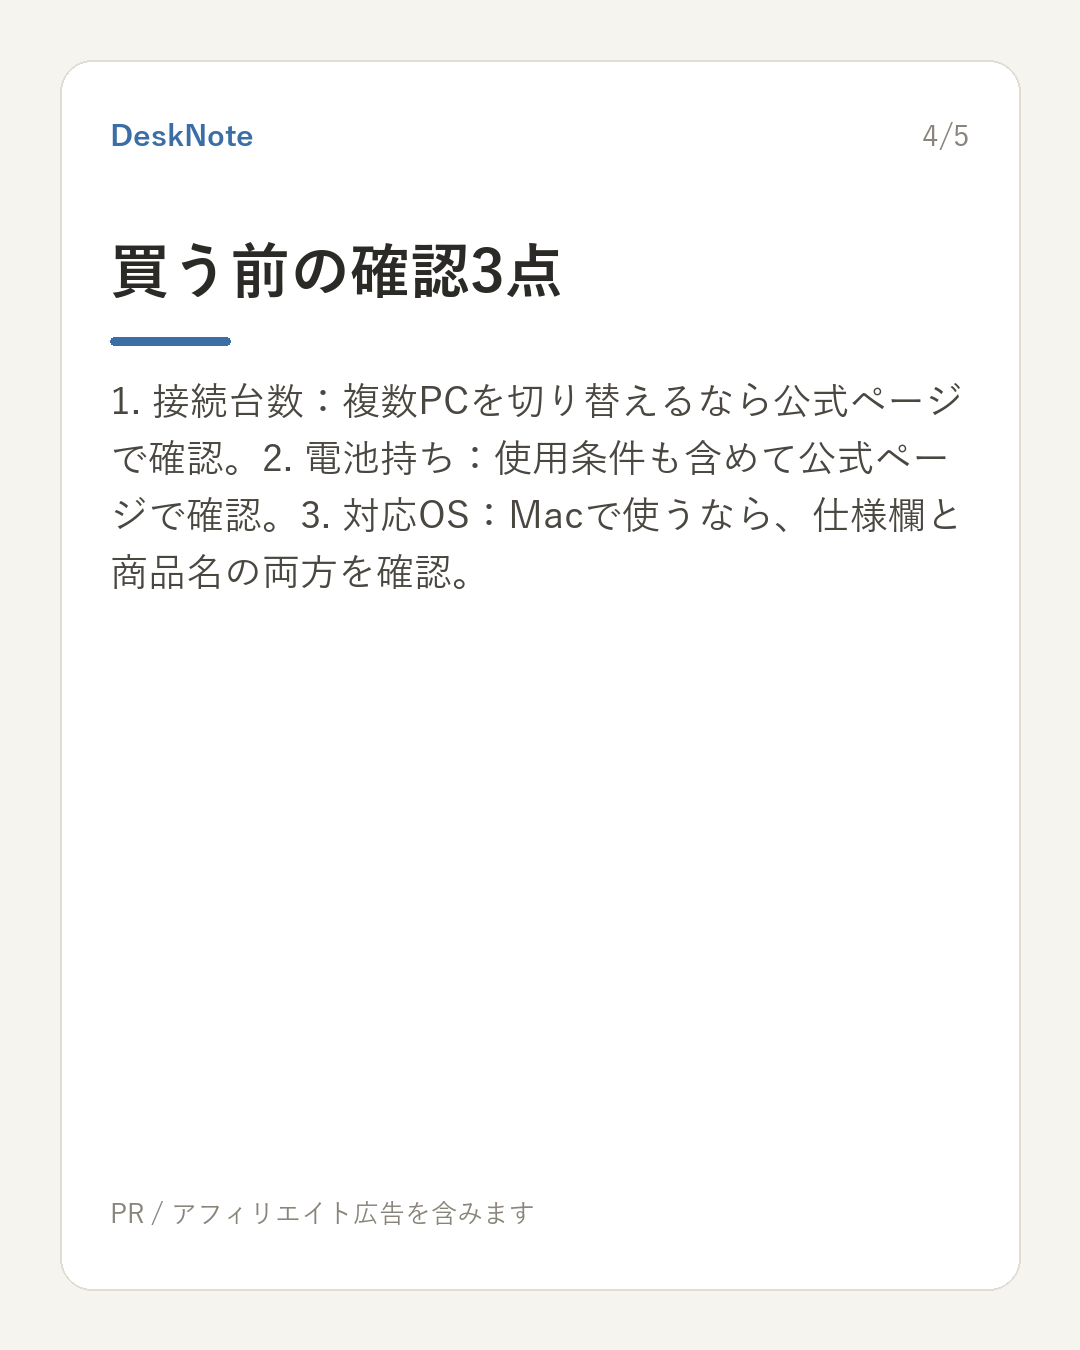 DeskNote
4/5
買う前の確認3点
1. 接続台数：複数PCを切り替えるなら公式ページ
で確認。2. 電池持ち：使用条件も含めて公式ペー
ジで確認。3. 対応OS：Macで使うなら、仕様欄と
商品名の両方を確認。
PR / アフィリエイト広告を含みます